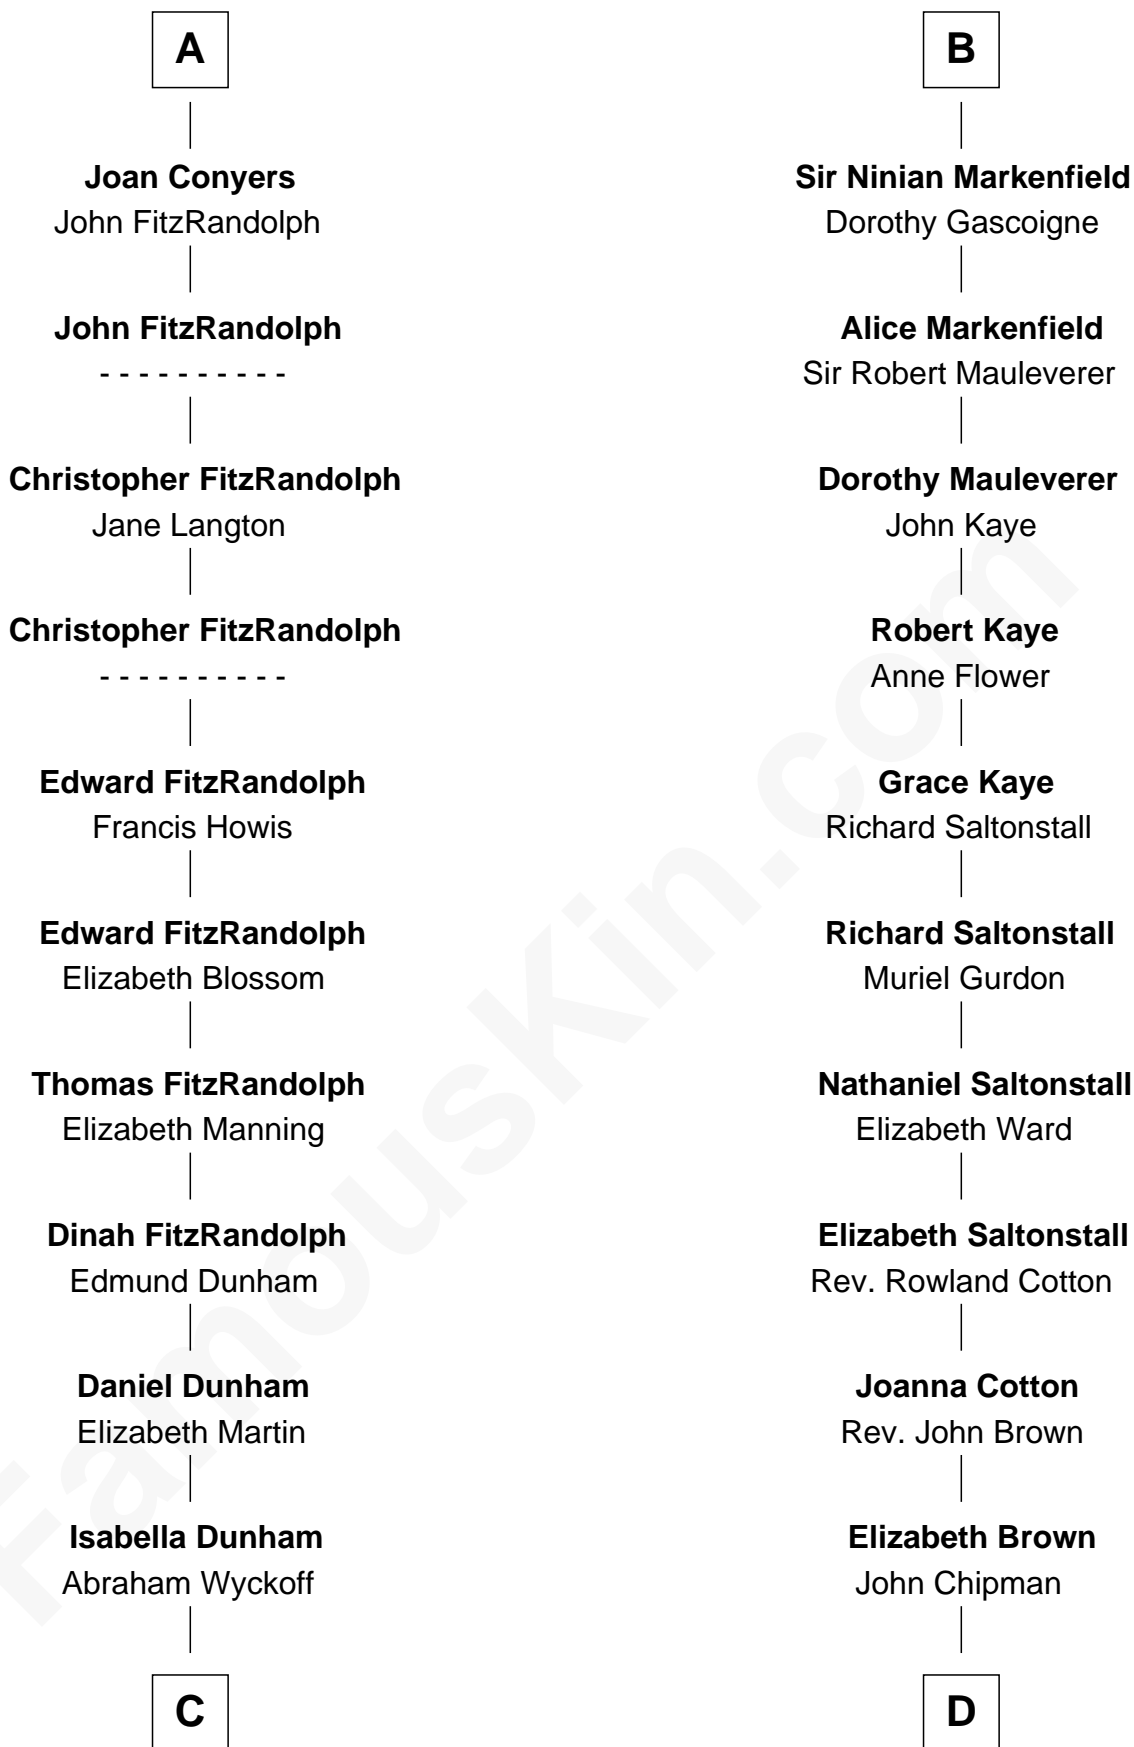 A
Joan Conyers
John FitzRandolph
John FitzRandolph
- - - - - - - - - -
Christopher FitzRandolph
Jane Langton
Christopher FitzRandolph
- - - - - - - - - -
Edward FitzRandolph
Francis Howis
Edward FitzRandolph
Elizabeth Blossom
Thomas FitzRandolph
Elizabeth Manning
Dinah FitzRandolph
Edmund Dunham
Daniel Dunham
Elizabeth Martin
Isabella Dunham
Abraham Wyckoff
C
B
Sir Ninian Markenfield
Dorothy Gascoigne
Alice Markenfield
Sir Robert Mauleverer
Dorothy Mauleverer
John Kaye
Robert Kaye
Anne Flower
Grace Kaye
Richard Saltonstall
Richard Saltonstall
Muriel Gurdon
Nathaniel Saltonstall
Elizabeth Ward
Elizabeth Saltonstall
Rev. Rowland Cotton
Joanna Cotton
Rev. John Brown
Elizabeth Brown
John Chipman
D
FamousKin.com